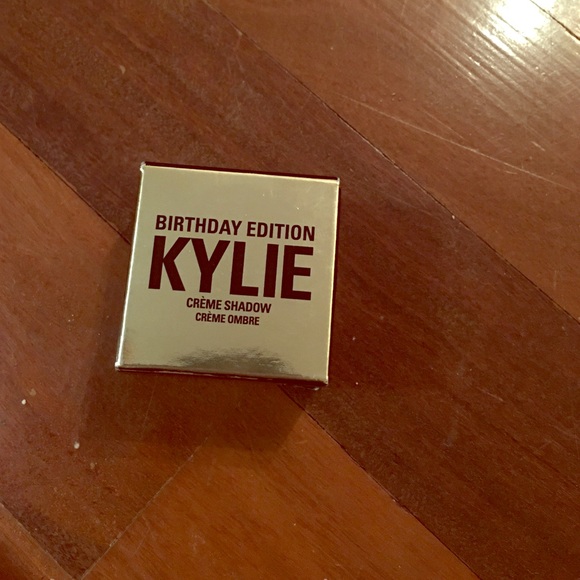 BIRTHDAY EDITION
KYLIE
CRÈME SHADOW
CRÈME OMBRE